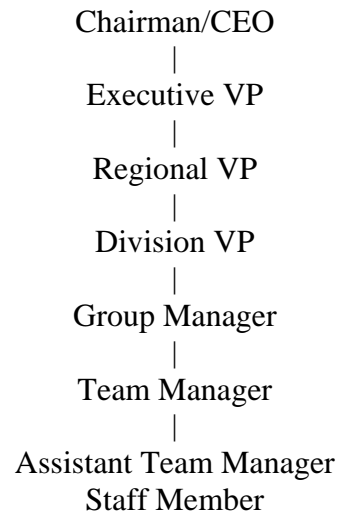 Chairman/CEO
|
Executive VP
|
Regional VP
|
Division VP
|
Group Manager
|
Team Manager
|
Assistant Team Manager
Staff Member